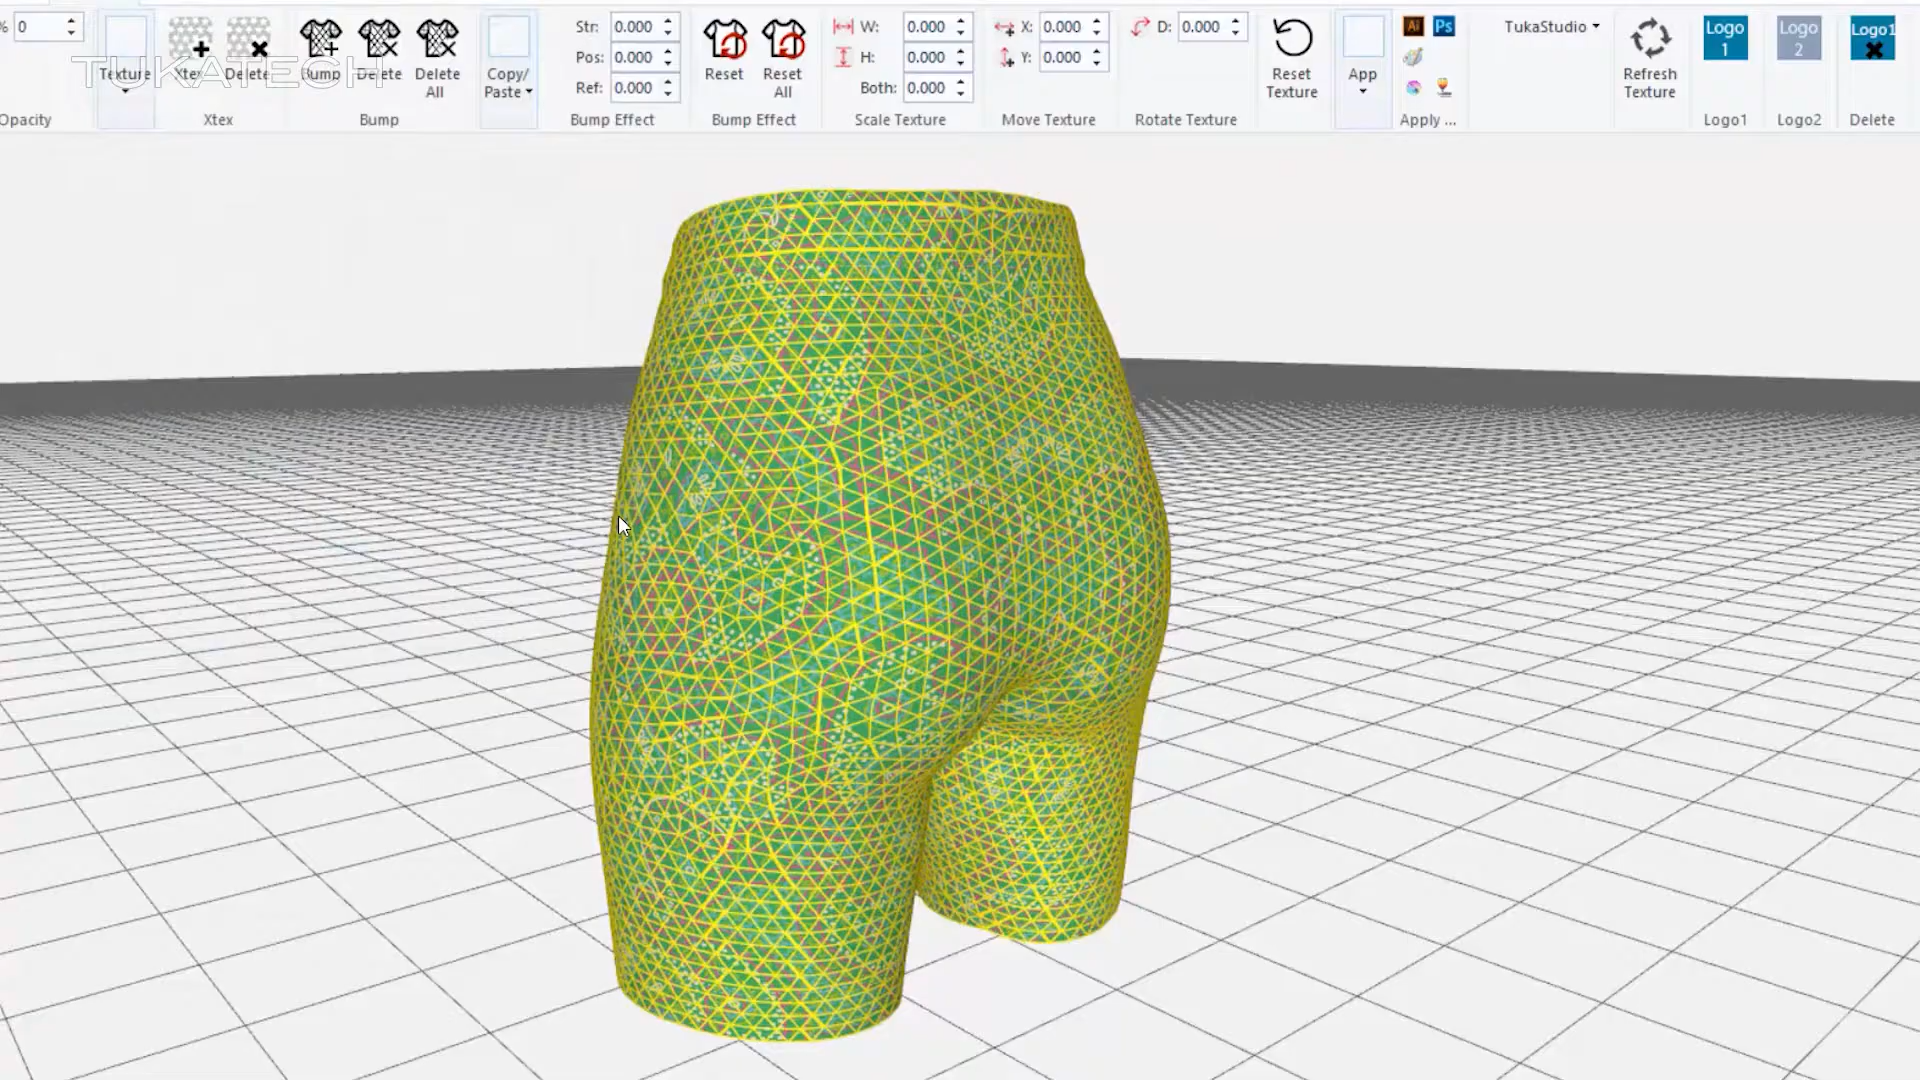 % 0
Opacity
TUKATECH
Texture
Xtex
Delete
Xtex
Bump
Delete
Delete All
Bump
Copy/
Paste
Str: 0.000
Pos: 0.000
Ref: 0.000
Bump Effect
Reset
Reset
All
Bump Effect
W: 0.000
H: 0.000
Both: 0.000
Scale Texture
X: 0.000
Y: 0.000
Move Texture
D: 0.000
Rotate Texture
Reset
Texture
App
Ai Ps
Apply ...
TukaStudio
Refresh
Texture
Logo
1
Logo1
Logo
2
Logo2
Logo1
Delete